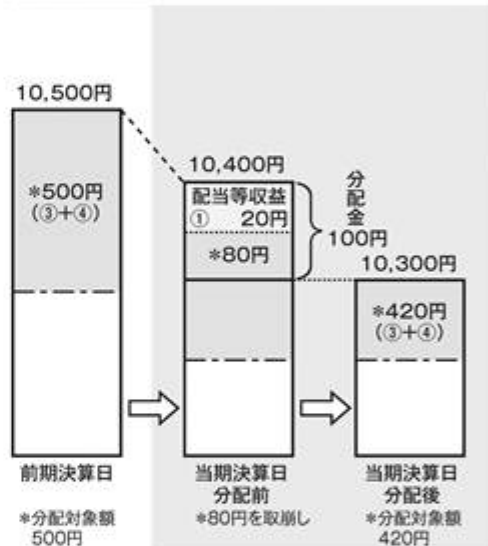 10,500円
*500円
(③+④)
前期決算日
*分配対象額
500円
10,400円
配当等収益
① 20円
*80円
分配金
100円
当期決算日
分配前
*80円を取崩し
10,300円
*420円
(③+④)
当期決算日
分配後
*分配対象額
420円